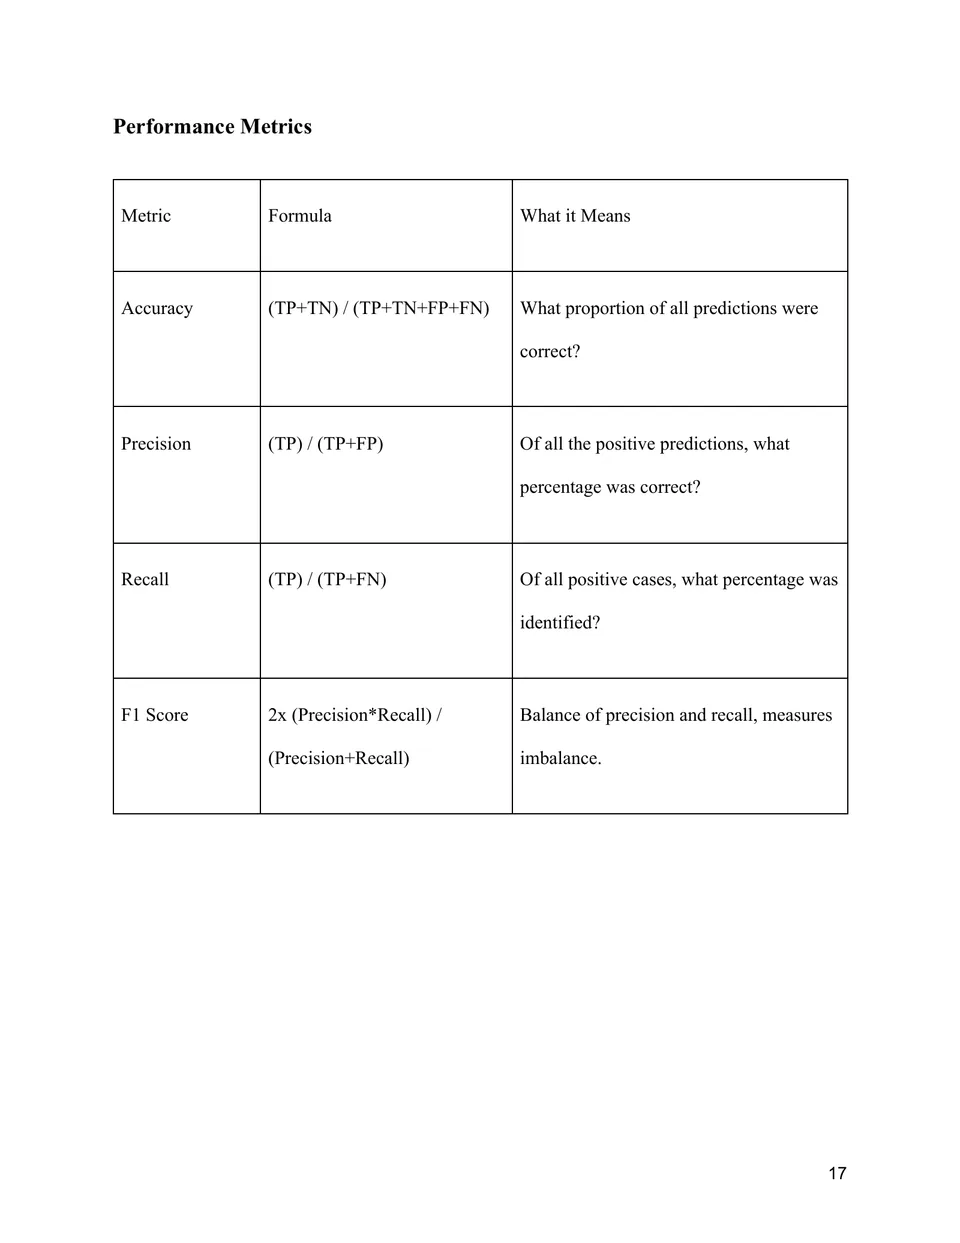 Performance Metrics
Metric
Formula
What it Means
Accuracy
(TP+TN) / (TP+TN+FP+FN)
What proportion of all predictions were
correct?
Precision
(TP) / (TP+FP)
Of all the positive predictions, what
percentage was correct?
Recall
(TP) / (TP+FN)
Of all positive cases, what percentage was
identified?
F1 Score
2x (Precision*Recall) /
(Precision+Recall)
Balance of precision and recall, measures
imbalance.
17